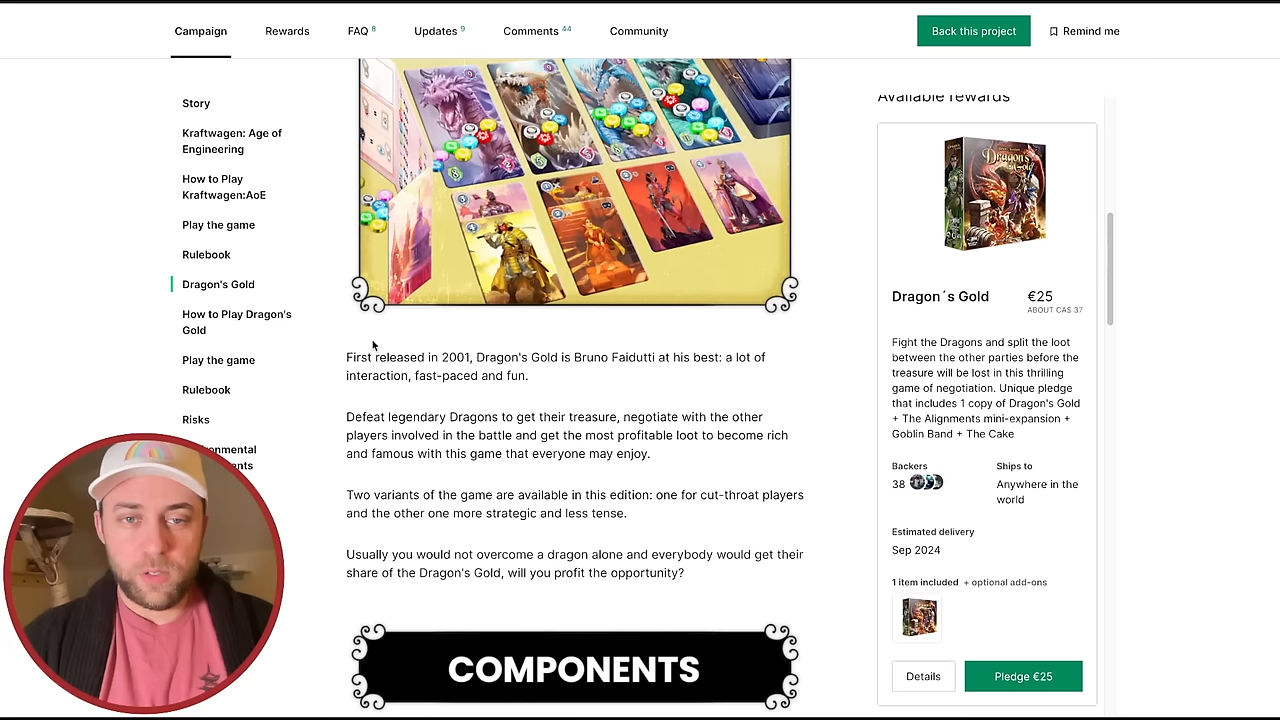 Campaign
Rewards
FAQ 8
Updates 9
Comments 44
Community
Back this project
Remind me
Story
Kraftwagen: Age of
Engineering
How to Play
Kraftwagen:AoE
Play the game
Rulebook
Dragon's Gold
How to Play Dragon's
Gold
Play the game
Rulebook
Risks
First released in 2001, Dragon's Gold is Bruno Faidutti at his best: a lot of
interaction, fast-paced and fun.
Defeat legendary Dragons to get their treasure, negotiate with the other
players involved in the battle and get the most profitable loot to become rich
and famous with this game that everyone may enjoy.
Two variants of the game are available in this edition: one for cut-throat players
and the other one more strategic and less tense.
Usually you would not overcome a dragon alone and everybody would get their
share of the Dragon's Gold, will you profit the opportunity?
COMPONENTS
Available rewards
Dragon's
Gold
Dragon´s Gold
€25
ABOUT CA$ 37
Fight the Dragons and split the loot
between the other parties before the
treasure will be lost in this thrilling
game of negotiation. Unique pledge
that includes 1 copy of Dragon's Gold
+ The Alignments mini-expansion +
Goblin Band + The Cake
Backers
38
Ships to
Anywhere in the
world
Estimated delivery
Sep 2024
1 item included + optional add-ons
Details
Pledge €25